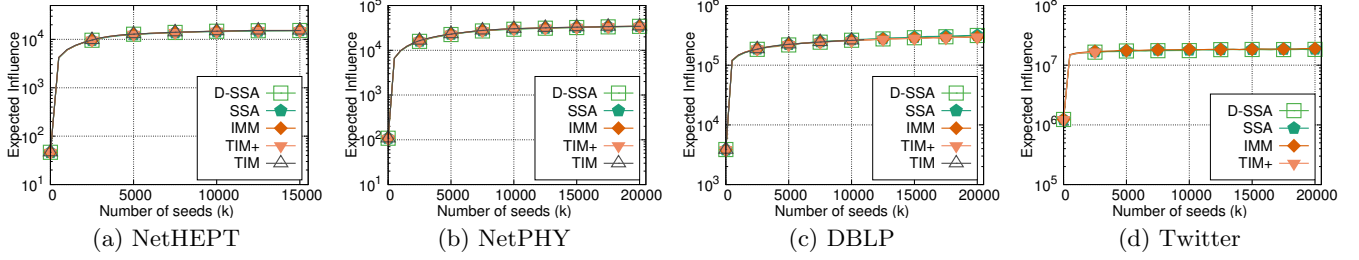 Expected Influence
10^5
10^4
10^3
10^2
10^1
D-SSA
SSA
IMM
TIM+
TIM
0 5000 10000 15000
Number of seeds (k)
(a) NetHEPT
Expected Influence
10^5
10^4
10^3
10^2
10^1
D-SSA
SSA
IMM
TIM+
TIM
0 5000 10000 15000 20000
Number of seeds (k)
(b) NetPHY
Expected Influence
10^6
10^5
10^4
10^3
D-SSA
SSA
IMM
TIM+
TIM
0 5000 10000 15000 20000
Number of seeds (k)
(c) DBLP
Expected Influence
10^8
10^7
10^6
10^5
D-SSA
SSA
IMM
TIM+
0 5000 10000 15000 20000
Number of seeds (k)
(d) Twitter